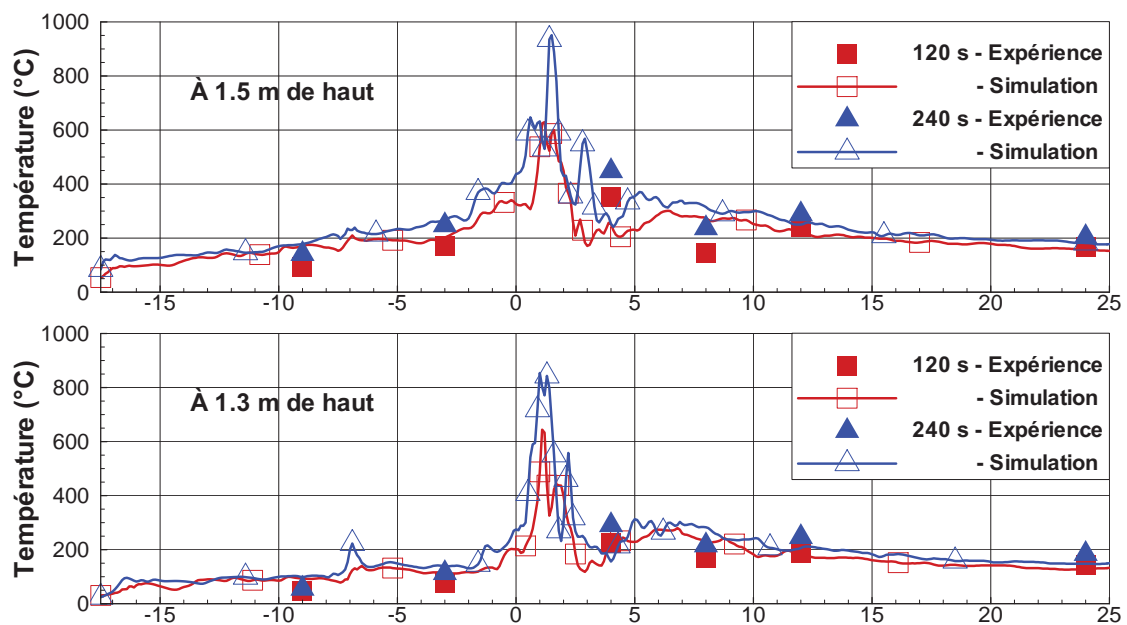 1000
800
600
400
200
0
Température (°C)
À 1.5 m de haut
120 s - Expérience
- Simulation
240 s - Expérience
- Simulation
-15 -10 -5 0 5 10 15 20 25
1000
800
600
400
200
0
Température (°C)
À 1.3 m de haut
120 s - Expérience
- Simulation
240 s - Expérience
- Simulation
-15 -10 -5 0 5 10 15 20 25